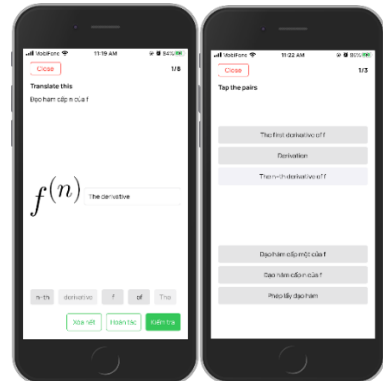 MobiFone 11:19 AM 84%
Close 1/8
Translate this
Đạo hàm cấp n của f
f(n) The derivative
n-th derivative f of The
Xóa hết Hoàn tác Kiểm tra
MobiFone 11:22 AM
Close 1/3
Tap the pairs
The first derivative of f
Derivation
The n-th derivative of f
Đạo hàm cấp một của f
Đạo hàm cấp n của f
Phép lấy đạo hàm